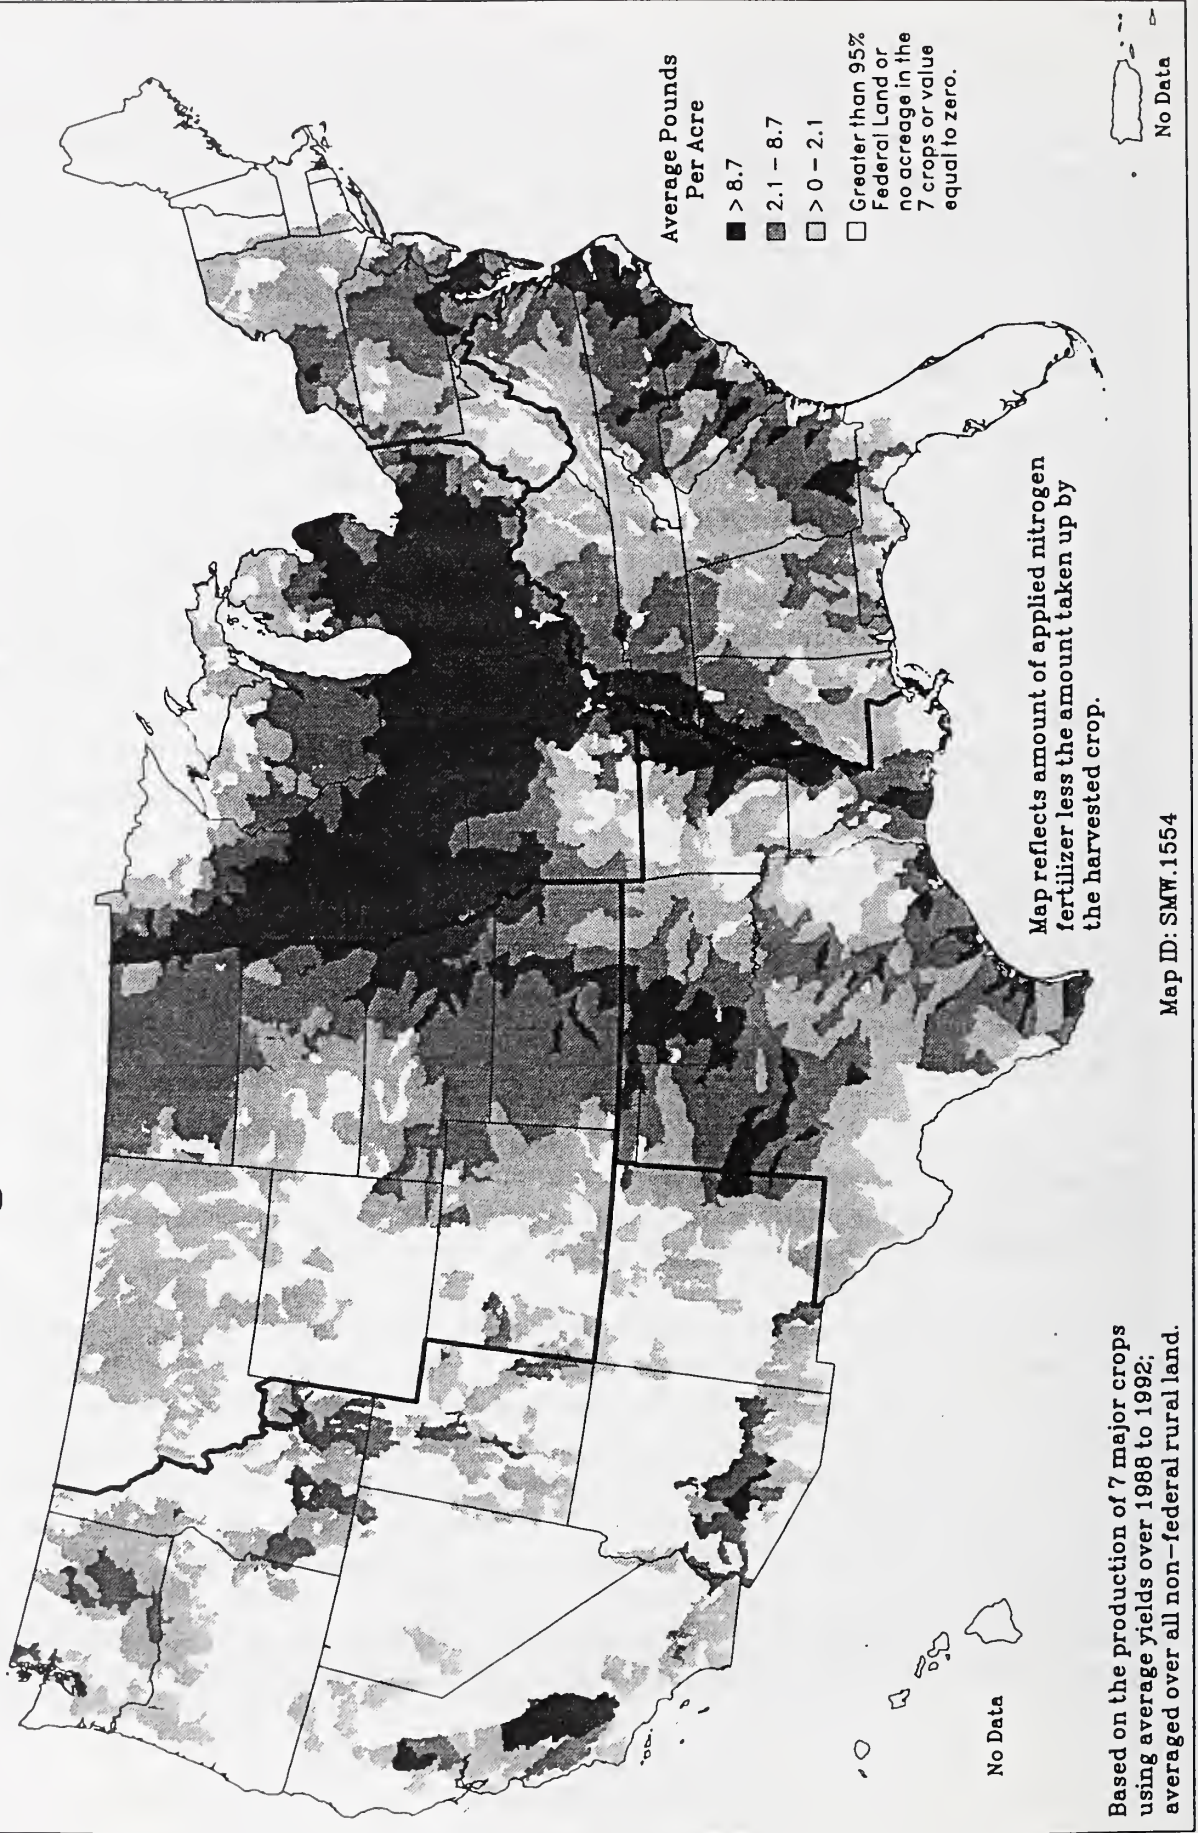 Average Pounds
Per Acre
> 8.7
2.1 – 8.7
> 0 – 2.1
Greater than 95%
Federal Land or
no acreage in the
7 crops or value
equal to zero.
No Data
Map reflects amount of applied nitrogen
fertilizer less the amount taken up by
the harvested crop.
Map ID: SMW.1554
No Data
Based on the production of 7 major crops
using average yields over 1988 to 1992;
averaged over all non–federal rural land.